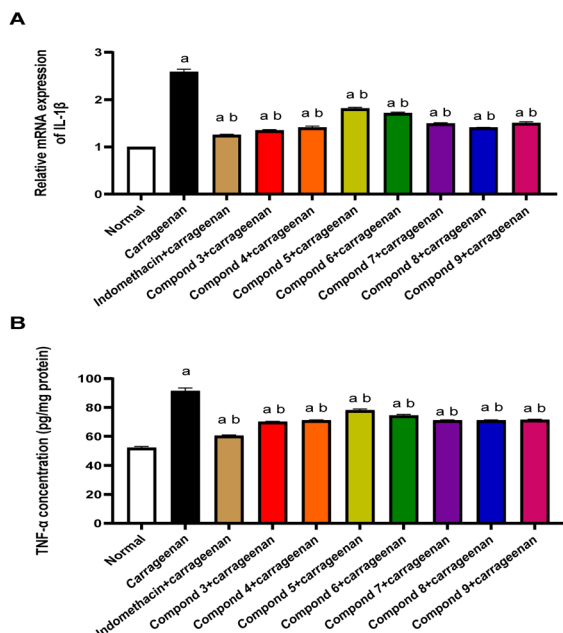 A
Relative mRNA expression
of IL-1β
3
2
1
0
a
a b
a b
a b
a b
a b
a b
a b
a b
Normal
Carrageenan
Indomethacin+carrageenan
Compond 3+carrageenan
Compond 4+carrageenan
Compond 5+carrageenan
Compond 6+carrageenan
Compond 7+carrageenan
Compond 8+carrageenan
Compond 9+carrageenan
B
TNF-α concentration (pg/mg protein)
100
80
60
40
20
0
a
a b
a b
a b
a b
a b
a b
a b
a b
Normal
Carrageenan
Indomethacin+carrageenan
Compond 3+carrageenan
Compond 4+carrageenan
Compond 5+carrageenan
Compond 6+carrageenan
Compond 7+carrageenan
Compond 8+carrageenan
Compond 9+carrageenan